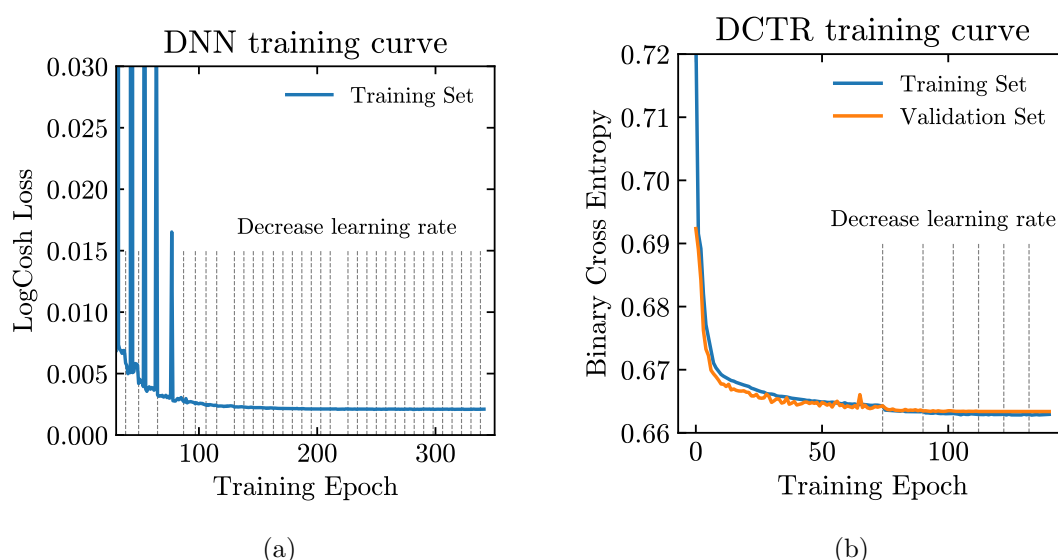 DNN training curve
0.030
0.025
0.020
0.015
0.010
0.005
0.000
LogCosh Loss
Training Set
Decrease learning rate
100
200
300
Training Epoch
(a)
DCTR training curve
0.72
0.71
0.70
0.69
0.68
0.67
0.66
Binary Cross Entropy
Training Set
Validation Set
Decrease learning rate
0
50
100
Training Epoch
(b)